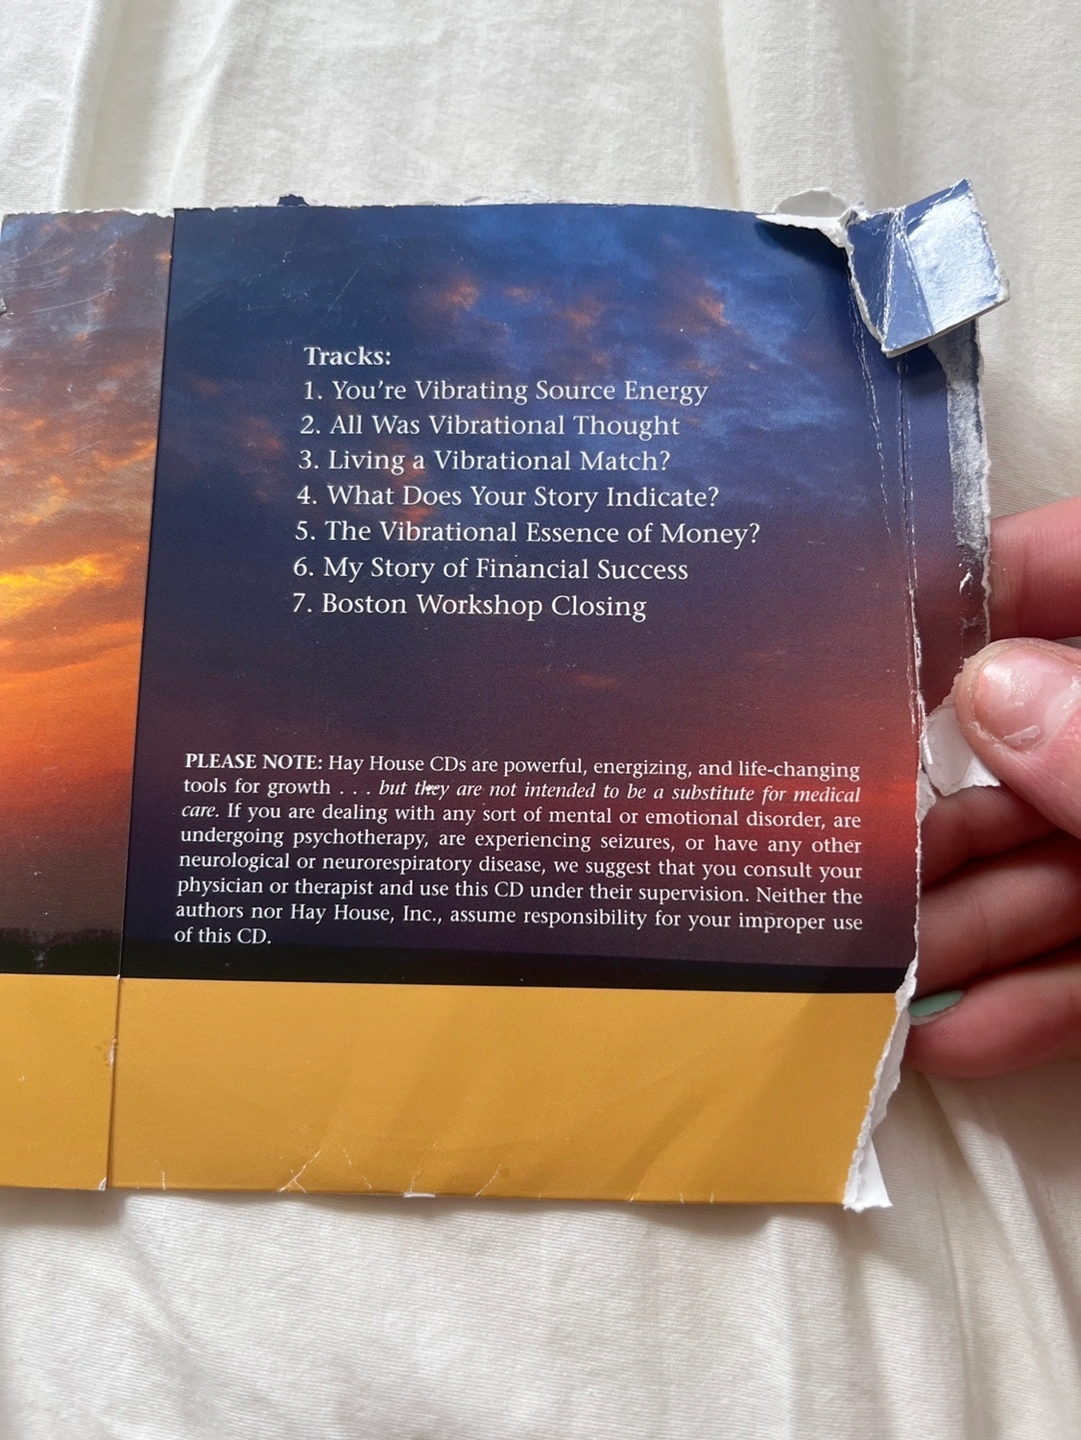 Tracks:
1. You're Vibrating Source Energy
2. All Was Vibrational Thought
3. Living a Vibrational Match?
4. What Does Your Story Indicate?
5. The Vibrational Essence of Money?
6. My Story of Financial Success
7. Boston Workshop Closing
PLEASE NOTE: Hay House CDs are powerful, energizing, and life-changing
tools for growth . . . but they are not intended to be a substitute for medical
care. If you are dealing with any sort of mental or emotional disorder, are
undergoing psychotherapy, are experiencing seizures, or have any other
neurological or neurorespiratory disease, we suggest that you consult your
physician or therapist and use this CD under their supervision. Neither the
authors nor Hay House, Inc., assume responsibility for your improper use
of this CD.